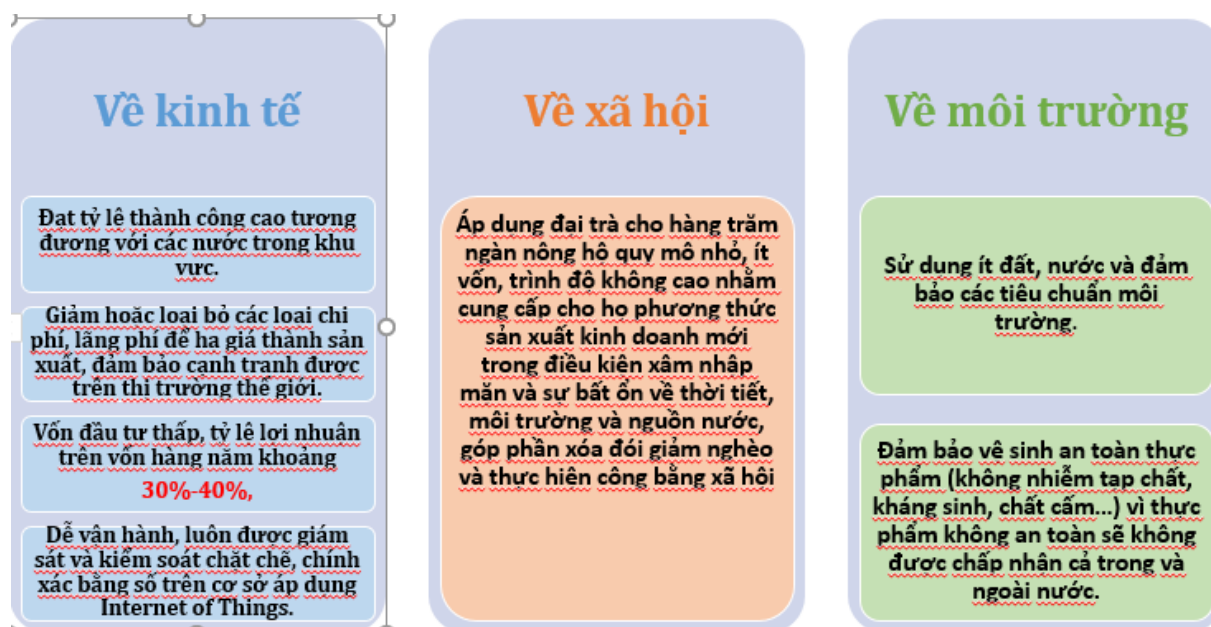 Về kinh tế
Đạt tỷ lệ thành công cao tương
đương với các nước trong khu
vực.
Giảm hoặc loại bỏ các loại chi
phí, lãng phí để hạ giá thành sản
xuất, đảm bảo cạnh tranh được
trên thị trường thế giới.
Vốn đầu tư thấp, tỷ lệ lợi nhuận
trên vốn hàng năm khoảng
30%-40%,
Dễ vận hành, luôn được giám
sát và kiểm soát chặt chẽ, chính
xác bằng số trên cơ sở áp dụng
Internet of Things.
Về xã hội
Áp dụng đại trà cho hàng trăm
ngàn nông hộ quy mô nhỏ, ít
vốn, trình độ không cao nhằm
cung cấp cho họ phương thức
sản xuất kinh doanh mới
trong điều kiện xâm nhập
mặn và sự bất ổn về thời tiết,
môi trường và nguồn nước,
góp phần xóa đói giảm nghèo
và thực hiện công bằng xã hội
Về môi trường
Sử dụng ít đất, nước và đảm
bảo các tiêu chuẩn môi
trường.
Đảm bảo vệ sinh an toàn thực
phẩm (không nhiễm tạp chất,
kháng sinh, chất cấm...) vì thực
phẩm không an toàn sẽ không
được chấp nhận cả trong và
ngoài nước.